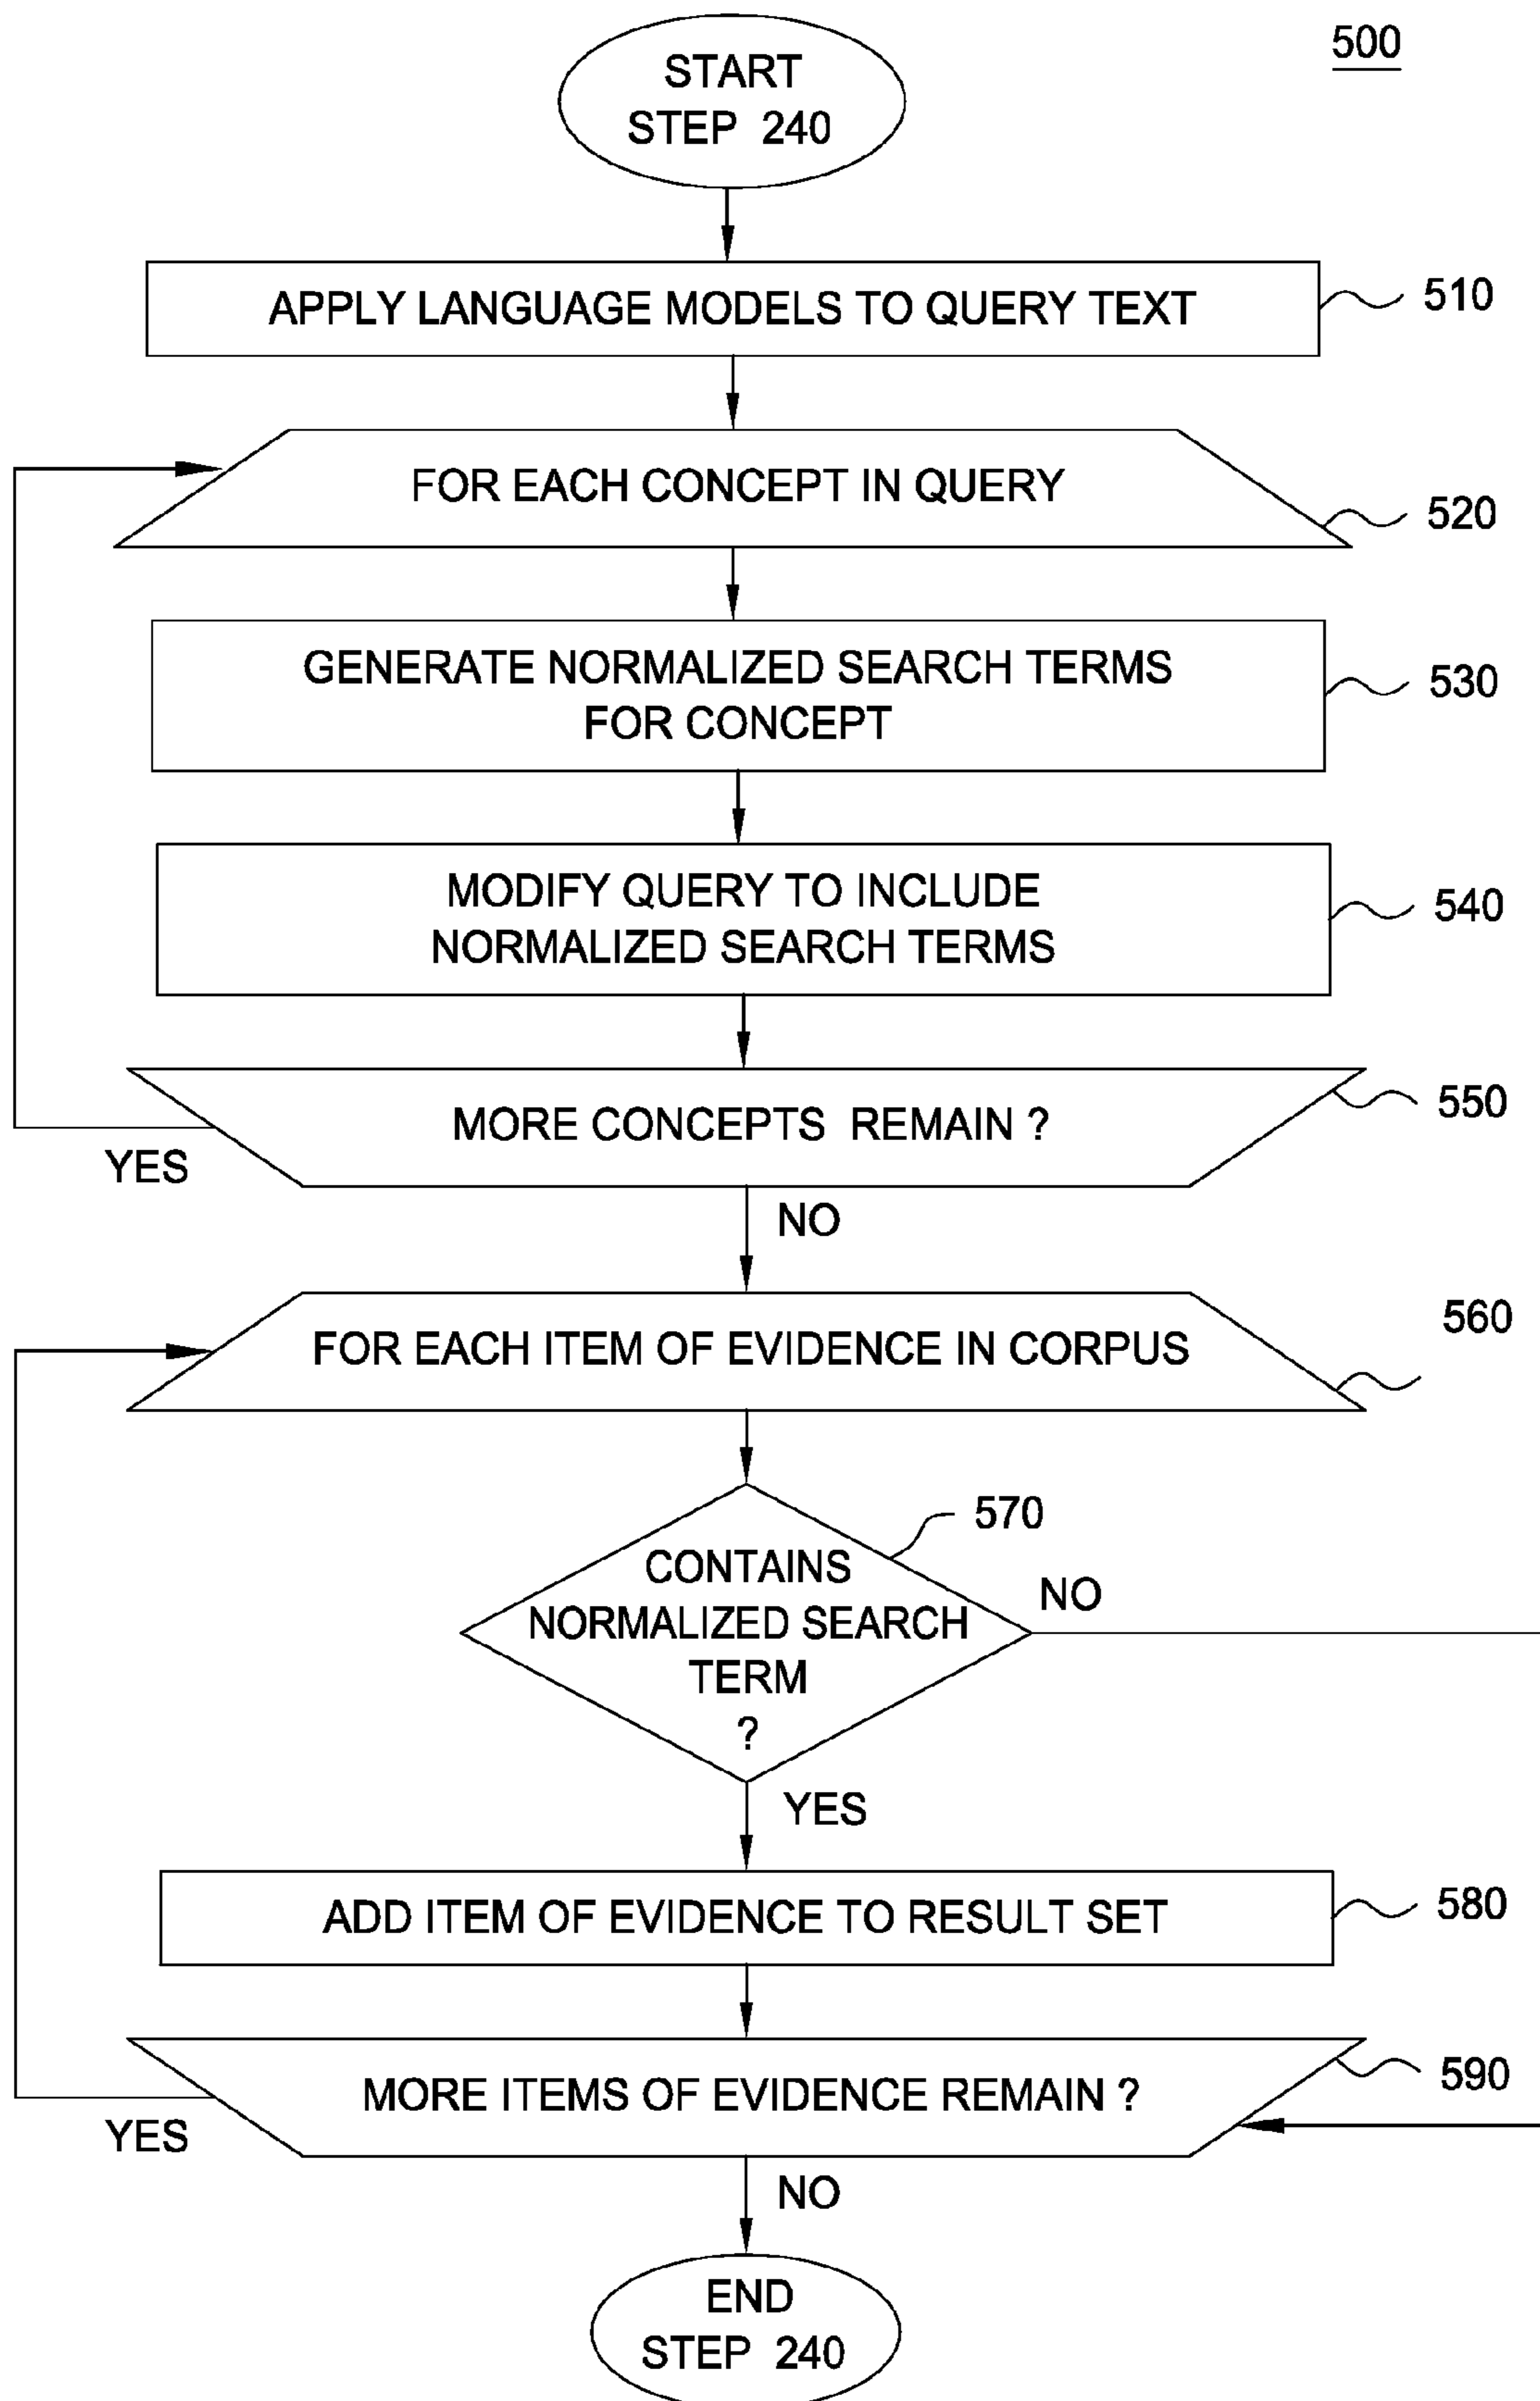 500
START
STEP 240
APPLY LANGUAGE MODELS TO QUERY TEXT
510
FOR EACH CONCEPT IN QUERY
520
GENERATE NORMALIZED SEARCH TERMS
FOR CONCEPT
530
MODIFY QUERY TO INCLUDE
NORMALIZED SEARCH TERMS
540
MORE CONCEPTS REMAIN ?
550
YES
NO
FOR EACH ITEM OF EVIDENCE IN CORPUS
560
CONTAINS
NORMALIZED SEARCH
TERM
?
570
NO
YES
ADD ITEM OF EVIDENCE TO RESULT SET
580
MORE ITEMS OF EVIDENCE REMAIN ?
590
YES
NO
END
STEP 240